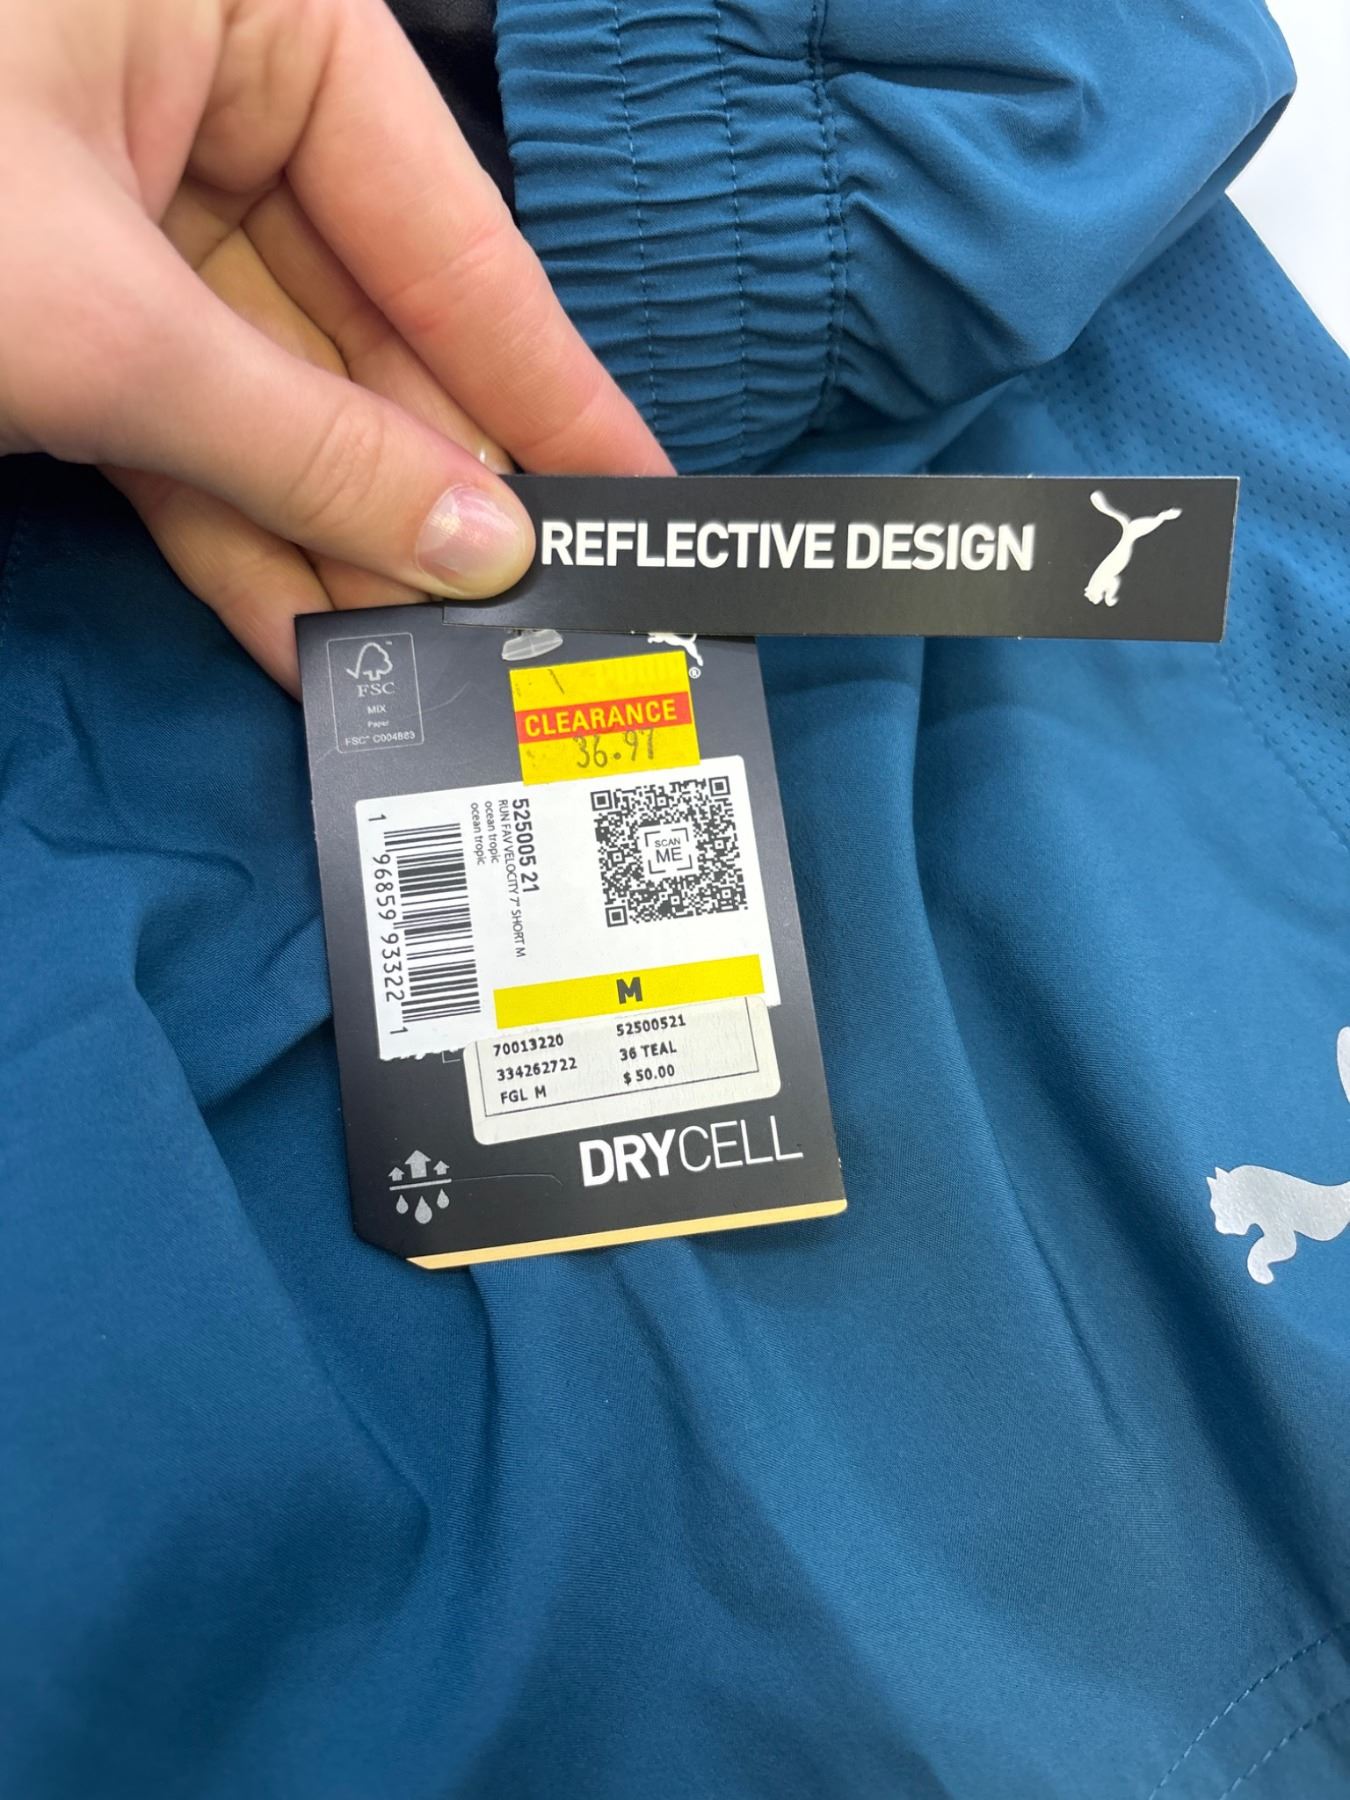 REFLECTIVE DESIGN
FSC
MIX
Paper
FSC® C004883
®
CLEARANCE
36.97
525005 21
RUN FAV VELOCITY 7" SHORT M
ocean tropic
ocean tropic
1 96859 93322 1
SCAN
ME
M
70013220 52500521
334262722 36 TEAL
FGL M $50.00
DRYCELL